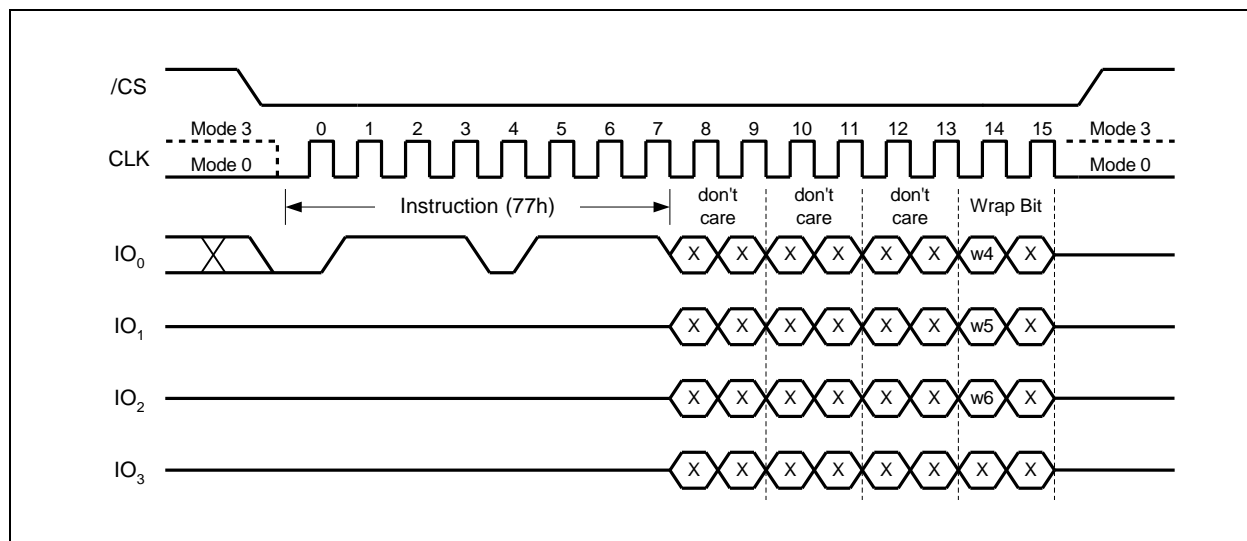 /CS
Mode 3 0 1 2 3 4 5 6 7 8 9 10 11 12 13 14 15 Mode 3
CLK
Mode 0 Mode 0
Instruction (77h) don't care don't care don't care Wrap Bit
IO0 X X X X X X w4 X
IO1 X X X X X X w5 X
IO2 X X X X X X w6 X
IO3 X X X X X X X X